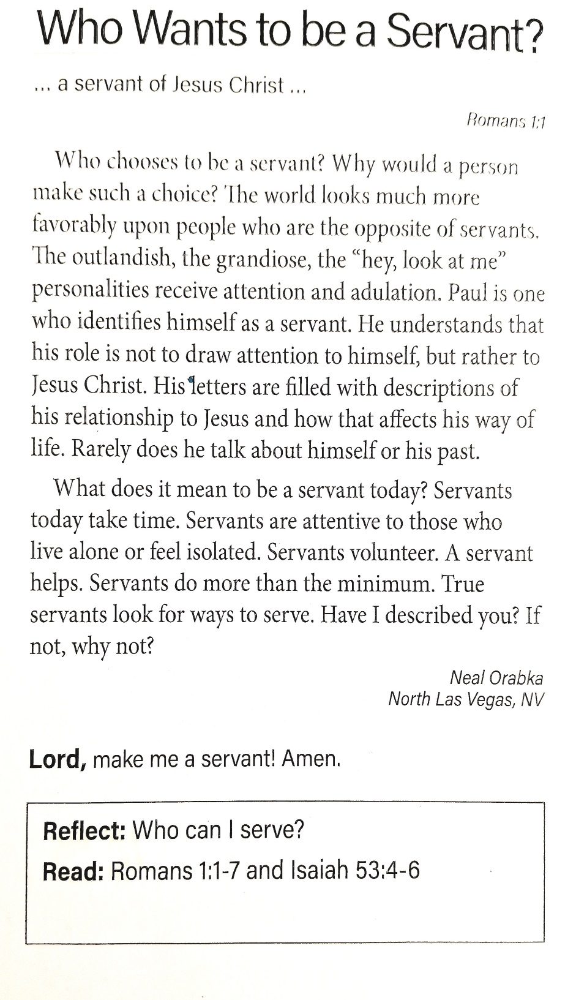 Who Wants to be a Servant?
... a servant of Jesus Christ ...
Romans 1:1
Who chooses to be a servant? Why would a person
make such a choice? The world looks much more
favorably upon people who are the opposite of servants.
The outlandish, the grandiose, the “hey, look at me”
personalities receive attention and adulation. Paul is one
who identifies himself as a servant. He understands that
his role is not to draw attention to himself, but rather to
Jesus Christ. His letters are filled with descriptions of
his relationship to Jesus and how that affects his way of
life. Rarely does he talk about himself or his past.
What does it mean to be a servant today? Servants
today take time. Servants are attentive to those who
live alone or feel isolated. Servants volunteer. A servant
helps. Servants do more than the minimum. True
servants look for ways to serve. Have I described you? If
not, why not?
Neal Orabka
North Las Vegas, NV
Lord, make me a servant! Amen.
Reflect: Who can I serve?
Read: Romans 1:1-7 and Isaiah 53:4-6